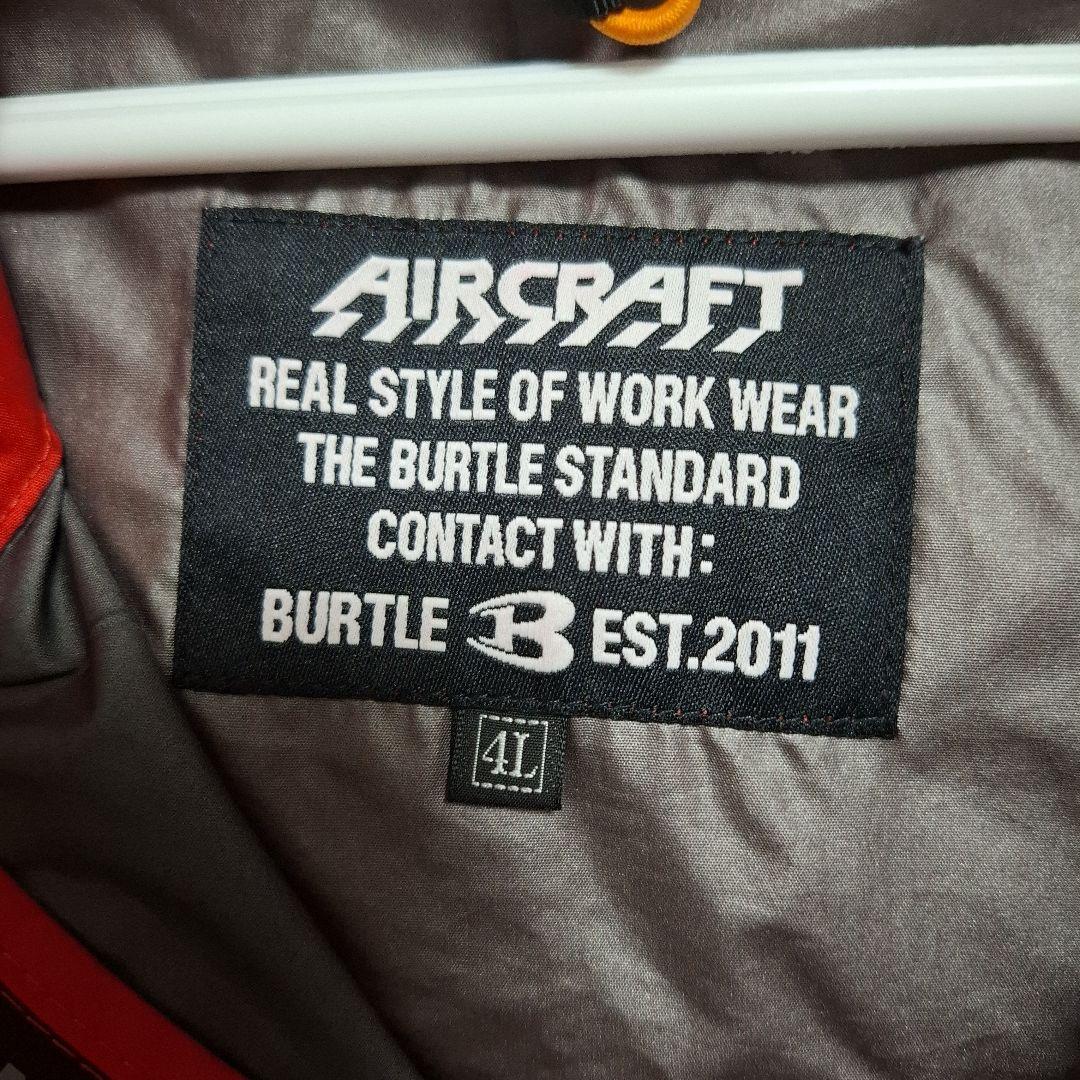 AIRCRAFT
REAL STYLE OF WORK WEAR
THE BURTLE STANDARD
CONTACT WITH:
BURTLE B EST.2011
4L